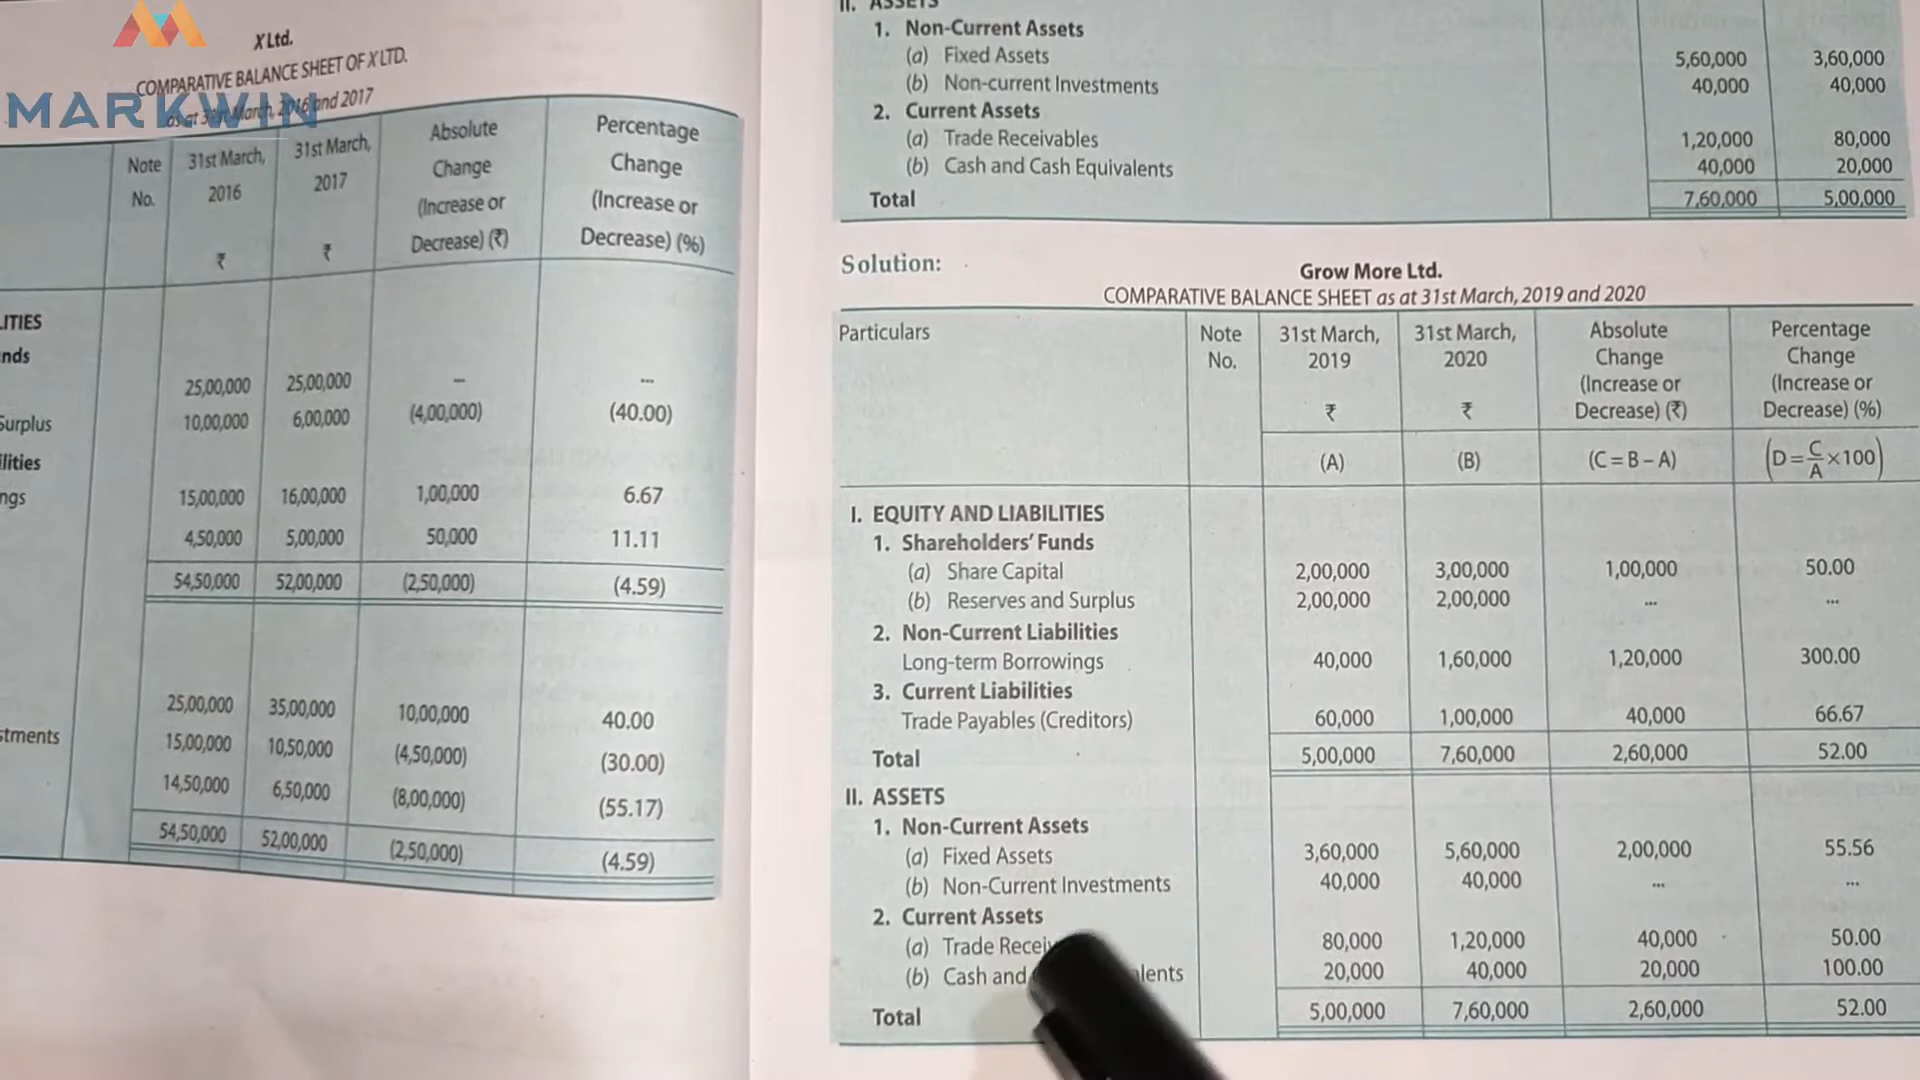 MARKWIN
X Ltd.
COMPARATIVE BALANCE SHEET OF X LTD.
as at 31st March, 2016 and 2017
Note No. 31st March, 2016 ₹ 31st March, 2017 ₹ Absolute Change (Increase or Decrease) (₹) Percentage Change (Increase or Decrease) (%)
LITIES
nds
25,00,000 25,00,000 ... ...
Surplus 10,00,000 6,00,000 (4,00,000) (40.00)
ilities
ngs 15,00,000 16,00,000 1,00,000 6.67
4,50,000 5,00,000 50,000 11.11
54,50,000 52,00,000 (2,50,000) (4.59)
25,00,000 35,00,000 10,00,000 40.00
stments 15,00,000 10,50,000 (4,50,000) (30.00)
14,50,000 6,50,000 (8,00,000) (55.17)
54,50,000 52,00,000 (2,50,000) (4.59)
II. ASSETS
1. Non-Current Assets
(a) Fixed Assets 5,60,000 3,60,000
(b) Non-current Investments 40,000 40,000
2. Current Assets
(a) Trade Receivables 1,20,000 80,000
(b) Cash and Cash Equivalents 40,000 20,000
Total 7,60,000 5,00,000
Solution:
Grow More Ltd.
COMPARATIVE BALANCE SHEET as at 31st March, 2019 and 2020
Particulars Note No. 31st March, 2019 ₹ 31st March, 2020 ₹ Absolute Change (Increase or Decrease) (₹) Percentage Change (Increase or Decrease) (%)
(A) (B) (C = B – A) (D = C/A × 100)
I. EQUITY AND LIABILITIES
1. Shareholders' Funds
(a) Share Capital 2,00,000 3,00,000 1,00,000 50.00
(b) Reserves and Surplus 2,00,000 2,00,000 ... ...
2. Non-Current Liabilities
Long-term Borrowings 40,000 1,60,000 1,20,000 300.00
3. Current Liabilities
Trade Payables (Creditors) 60,000 1,00,000 40,000 66.67
Total 5,00,000 7,60,000 2,60,000 52.00
II. ASSETS
1. Non-Current Assets
(a) Fixed Assets 3,60,000 5,60,000 2,00,000 55.56
(b) Non-Current Investments 40,000 40,000 ... ...
2. Current Assets
(a) Trade Recei 80,000 1,20,000 40,000 50.00
(b) Cash and lents 20,000 40,000 20,000 100.00
Total 5,00,000 7,60,000 2,60,000 52.00